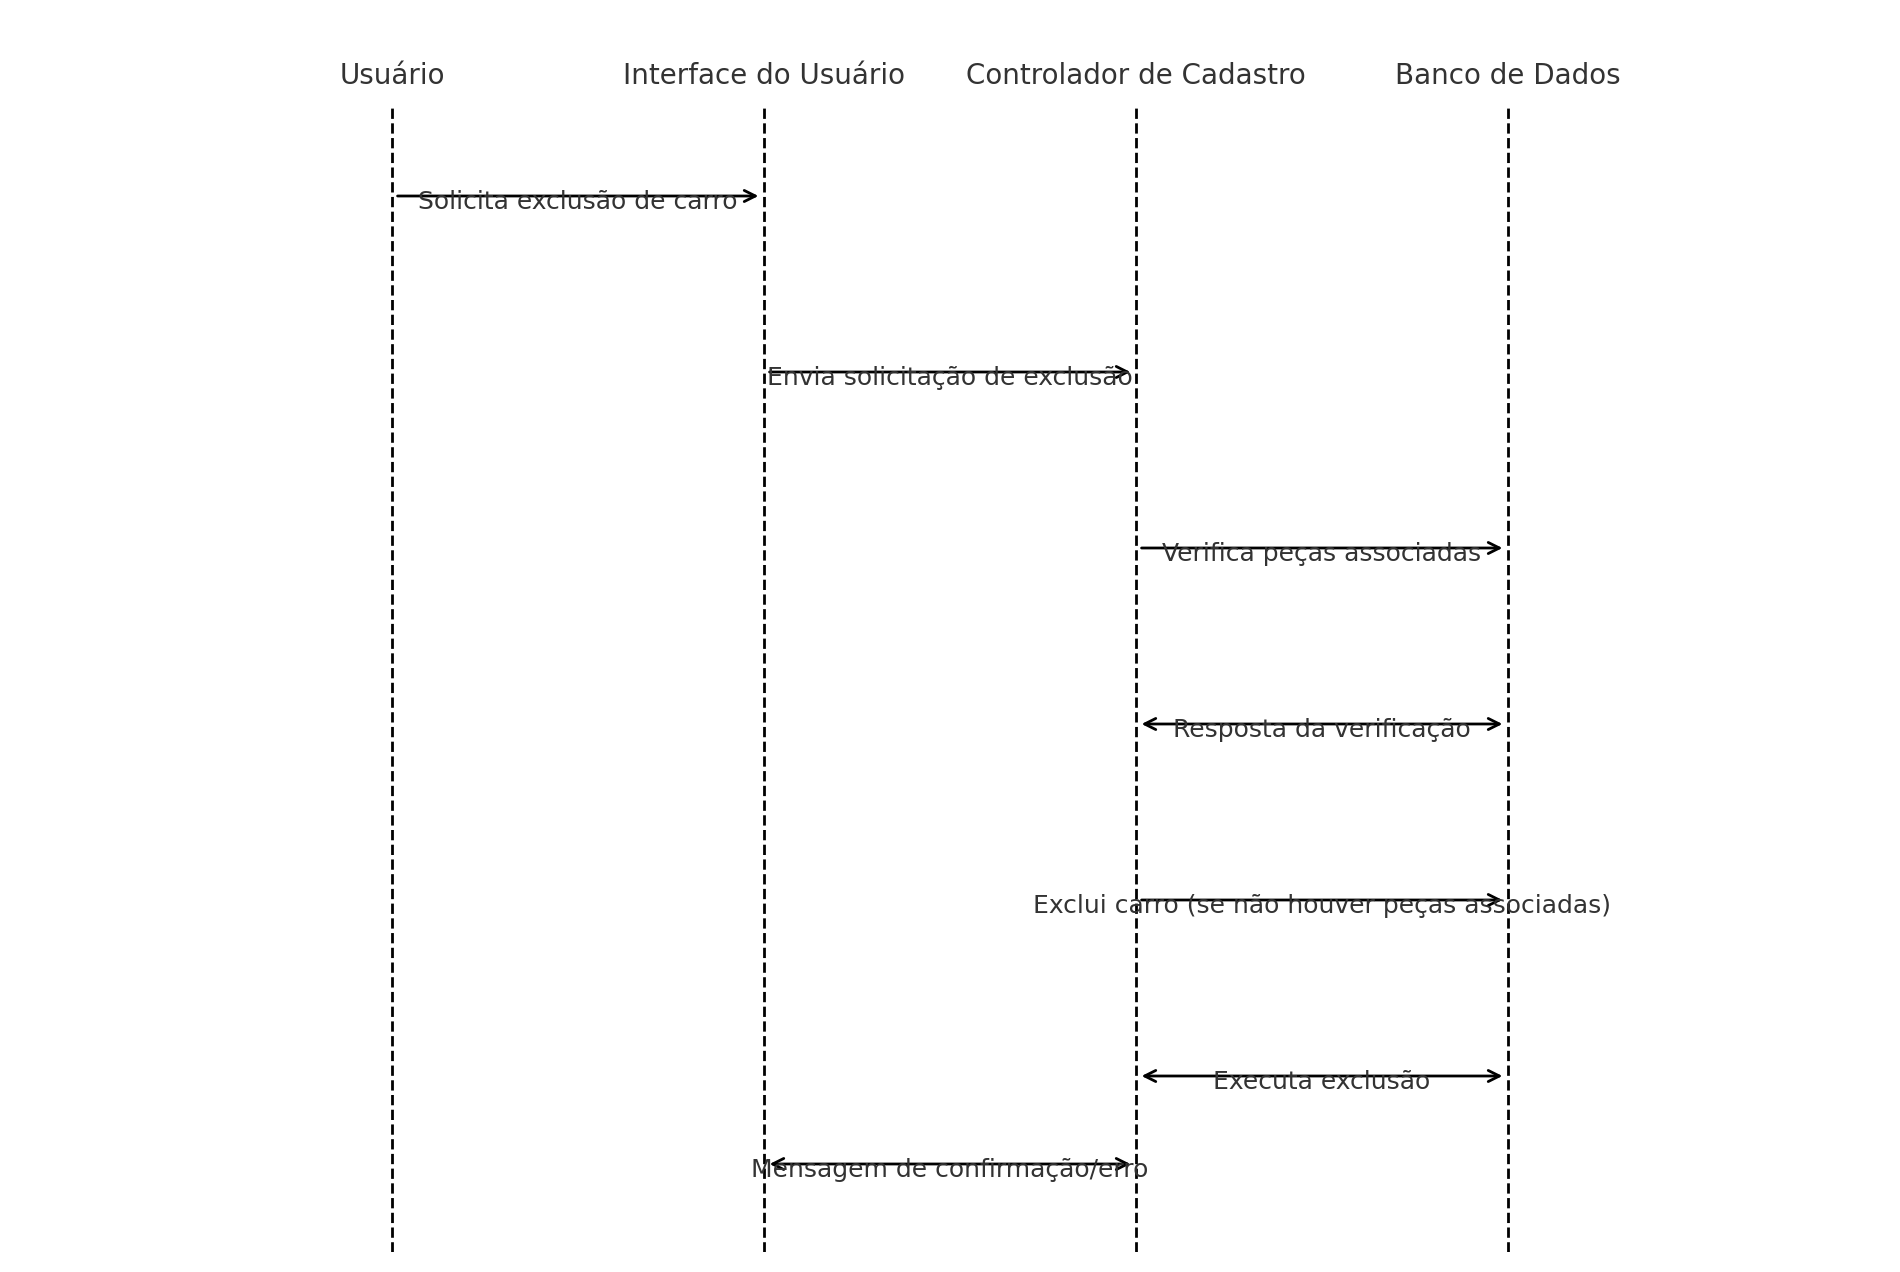 Usuário
Interface do Usuário
Controlador de Cadastro
Banco de Dados
Solicita exclusão de carro
Envia solicitação de exclusão
Verifica peças associadas
Resposta da verificação
Exclui carro (se não houver peças associadas)
Executa exclusão
Mensagem de confirmação/erro